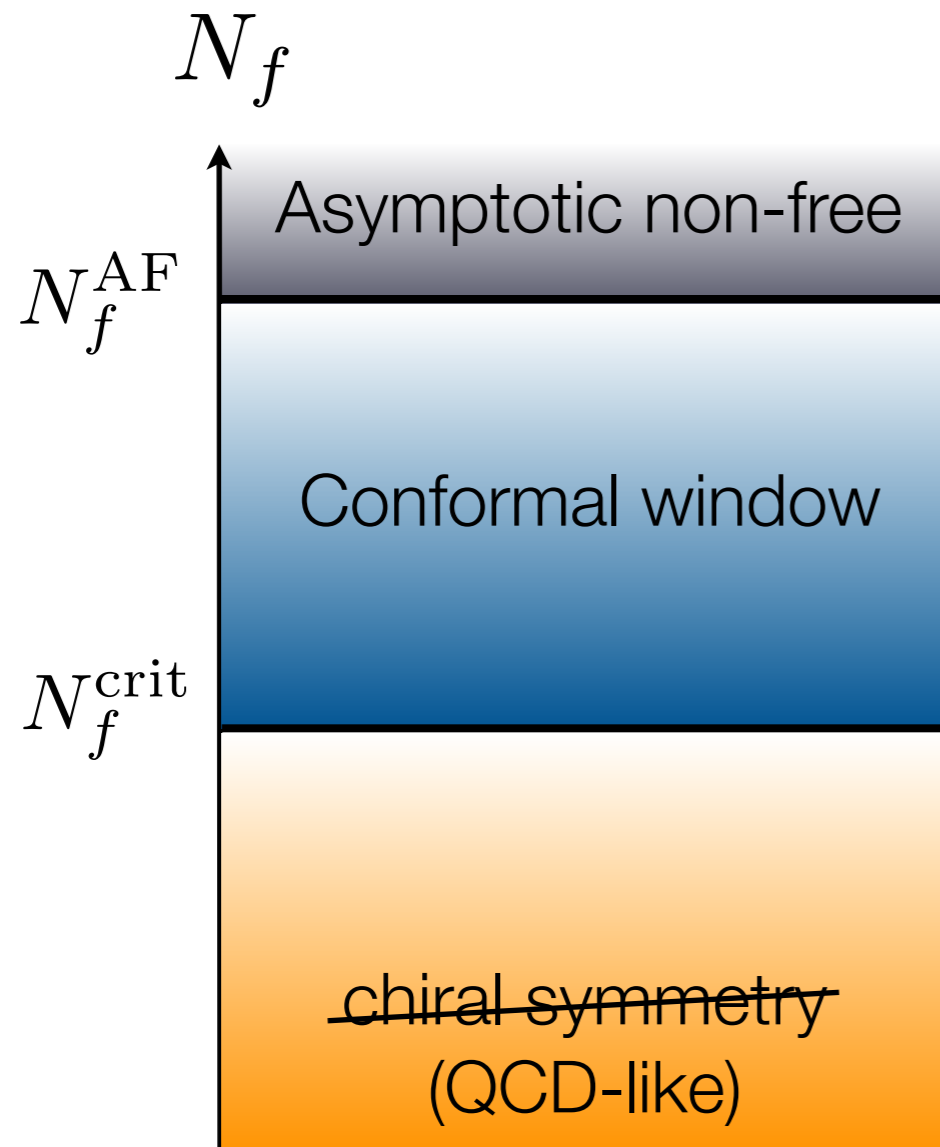 N_f
Asymptotic non-free
N_f^AF
Conformal window
N_f^crit
chiral symmetry
(QCD-like)